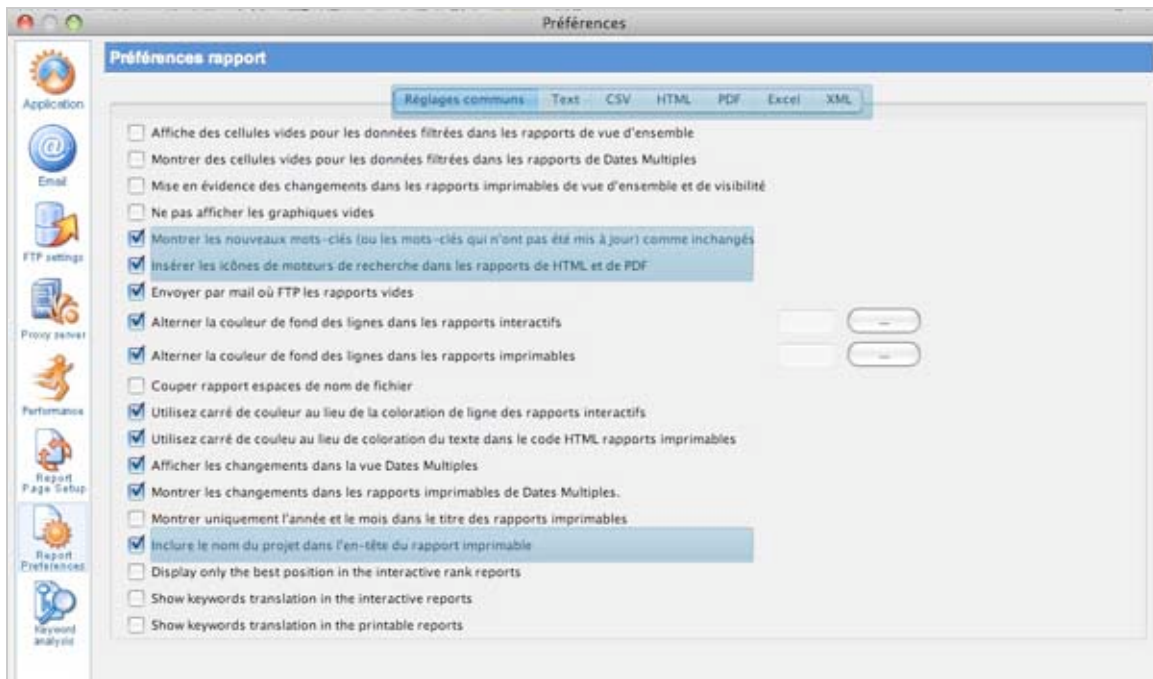 Préférences
Préférences rapport
Application
Email
FTP settings
Proxy server
Performance
Report
Page Setup
Report
Preferences
Keyword
analysis
Réglages communs Text CSV HTML PDF Excel XML
Affiche des cellules vides pour les données filtrées dans les rapports de vue d'ensemble
Montrer des cellules vides pour les données filtrées dans les rapports de Dates Multiples
Mise en évidence des changements dans les rapports imprimables de vue d'ensemble et de visibilité
Ne pas afficher les graphiques vides
Montrer les nouveaux mots-clés (ou les mots-clés qui n'ont pas été mis à jour) comme inchangés
Insérer les icônes de moteurs de recherche dans les rapports de HTML et de PDF
Envoyer par mail où FTP les rapports vides
Alterner la couleur de fond des lignes dans les rapports interactifs ...
Alterner la couleur de fond des lignes dans les rapports imprimables ...
Couper rapport espaces de nom de fichier
Utilisez carré de couleur au lieu de la coloration de ligne des rapports interactifs
Utilisez carré de couleu au lieu de coloration du texte dans le code HTML rapports imprimables
Afficher les changements dans la vue Dates Multiples
Montrer les changements dans les rapports imprimables de Dates Multiples.
Montrer uniquement l'année et le mois dans le titre des rapports imprimables
Inclure le nom du projet dans l'en-tête du rapport imprimable
Display only the best position in the interactive rank reports
Show keywords translation in the interactive reports
Show keywords translation in the printable reports